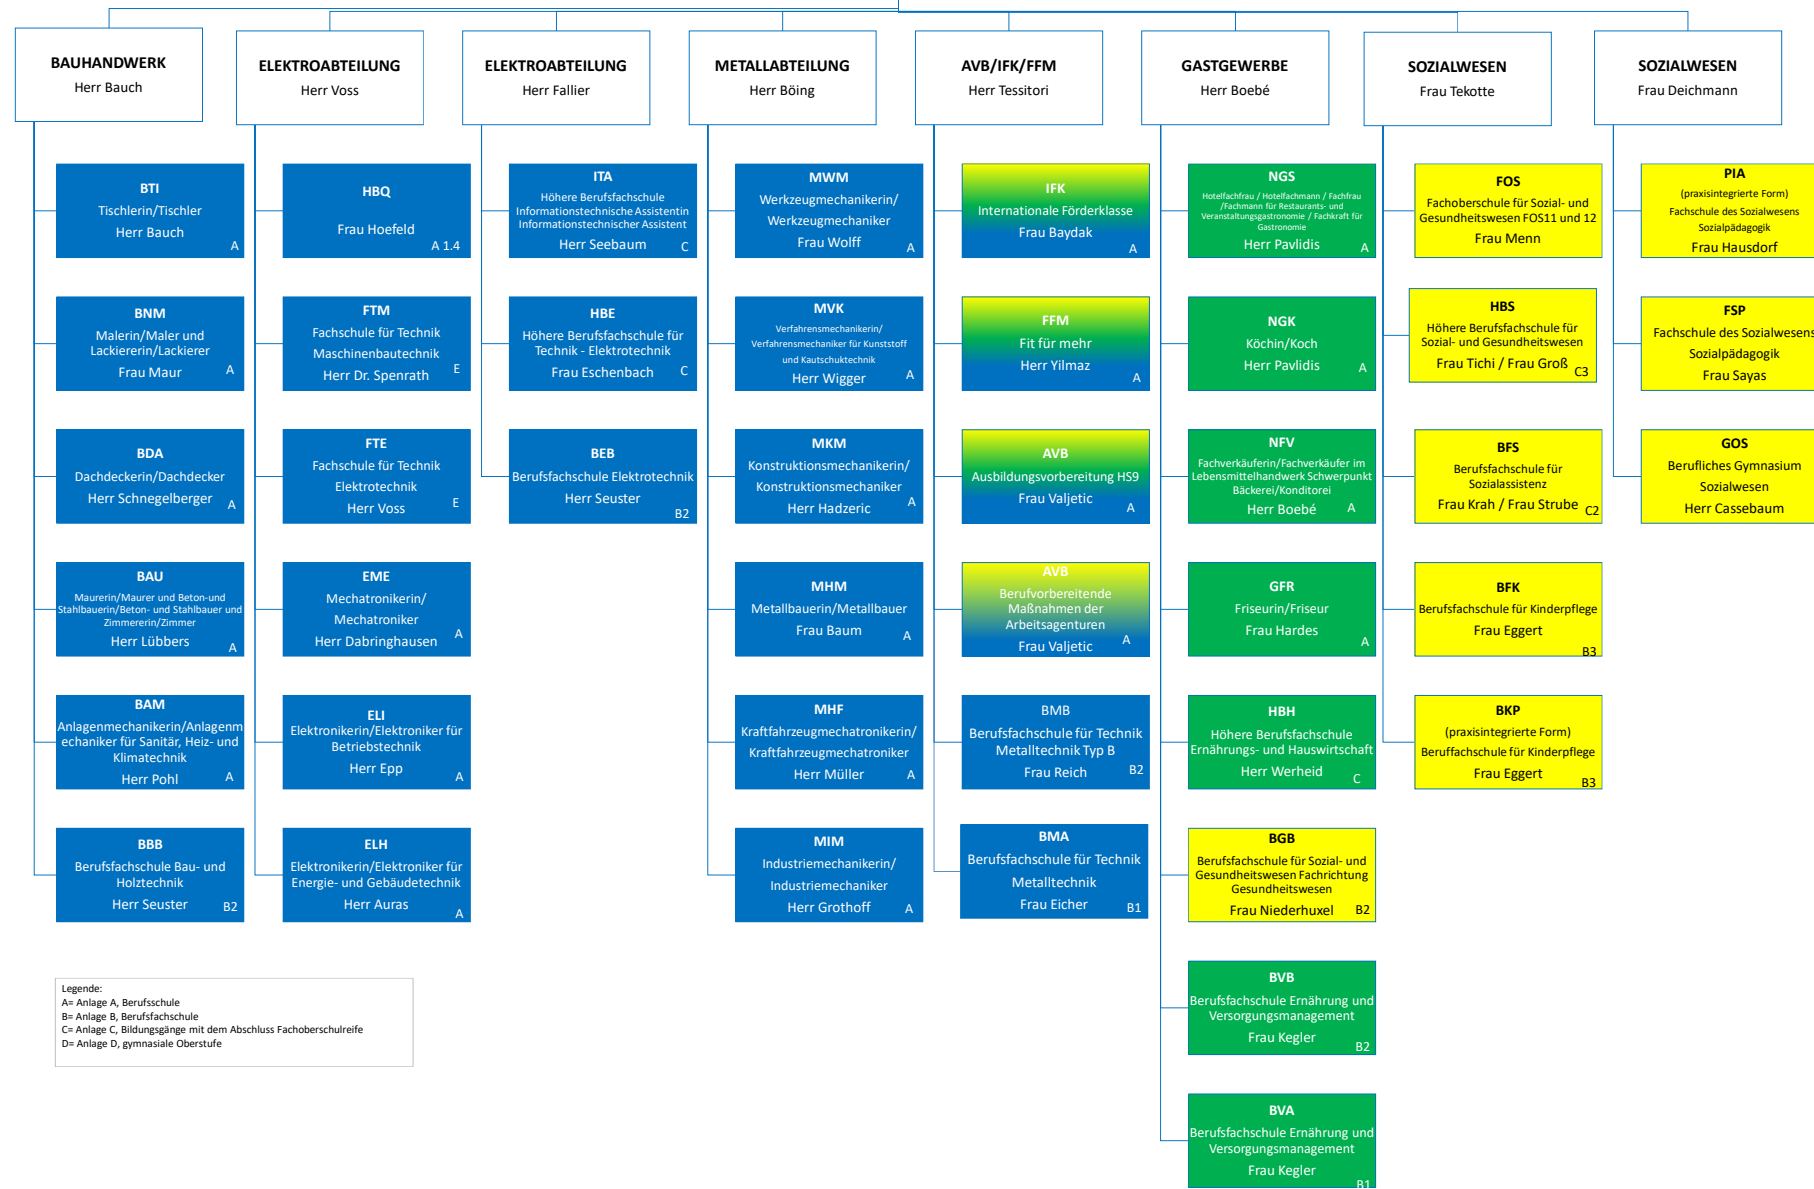 BAUHANDWERK
Herr Bauch
ELEKTROABTEILUNG
Herr Voss
ELEKTROABTEILUNG
Herr Fallier
METALLABTEILUNG
Herr Böing
AVB/IFK/FFM
Herr Tessitori
GASTGEWERBE
Herr Boebé
SOZIALWESEN
Frau Tekotte
SOZIALWESEN
Frau Deichmann
BTI
Tischlerin/Tischler
Herr Bauch
A
BNM
Malerin/Maler und
Lackiererin/Lackierer
Frau Maur
A
BDA
Dachdeckerin/Dachdecker
Herr Schnegelberger
A
BAU
Maurerin/Maurer und Beton-und
Stahlbauerin/Beton- und Stahlbauer und
Zimmererin/Zimmer
Herr Lübbers
A
BAM
Anlagenmechanikerin/Anlagenm
echaniker für Sanitär, Heiz- und
Klimatechnik
Herr Pohl
A
BBB
Berufsfachschule Bau- und
Holztechnik
Herr Seuster
B2
HBQ
Frau Hoefeld
A 1.4
FTM
Fachschule für Technik
Maschinenbautechnik
Herr Dr. Spenrath
E
FTE
Fachschule für Technik
Elektrotechnik
Herr Voss
E
EME
Mechatronikerin/
Mechatroniker
Herr Dabringhausen
A
ELI
Elektronikerin/Elektroniker für
Betriebstechnik
Herr Epp
A
ELH
Elektronikerin/Elektroniker für
Energie- und Gebäudetechnik
Herr Auras
A
ITA
Höhere Berufsfachschule
Informationstechnische Assistentin
Informationstechnischer Assistent
Herr Seebaum
C
HBE
Höhere Berufsfachschule für
Technik - Elektrotechnik
Frau Eschenbach
C
BEB
Berufsfachschule Elektrotechnik
Herr Seuster
B2
MWM
Werkzeugmechanikerin/
Werkzeugmechaniker
Frau Wolff
A
MVK
Verfahrensmechanikerin/
Verfahrensmechaniker für Kunststoff
und Kautschuktechnik
Herr Wigger
A
MKM
Konstruktionsmechanikerin/
Konstruktionsmechaniker
Herr Hadzeric
A
MHM
Metallbauerin/Metallbauer
Frau Baum
A
MHF
Kraftfahrzeugmechatronikerin/
Kraftfahrzeugmechatroniker
Herr Müller
A
MIM
Industriemechanikerin/
Industriemechaniker
Herr Grothoff
A
IFK
Internationale Förderklasse
Frau Baydak
A
FFM
Fit für mehr
Herr Yilmaz
A
AVB
Ausbildungsvorbereitung HS9
Frau Valjetic
A
AVB
Berufvorbereitende
Maßnahmen der
Arbeitsagenturen
Frau Valjetic
A
BMB
Berufsfachschule für Technik
Metalltechnik Typ B
Frau Reich
B2
BMA
Berufsfachschule für Technik
Metalltechnik
Frau Eicher
B1
NGS
Hotelfachfrau / Hotelfachmann / Fachfrau
/Fachmann für Restaurants- und
Veranstaltungsgastronomie / Fachkraft für
Gastronomie
Herr Pavlidis
A
NGK
Köchin/Koch
Herr Pavlidis
A
NFV
Fachverkäuferin/Fachverkäufer im
Lebensmittelhandwerk Schwerpunkt
Bäckerei/Konditorei
Herr Boebé
A
GFR
Friseurin/Friseur
Frau Hardes
A
HBH
Höhere Berufsfachschule
Ernährungs- und Hauswirtschaft
Herr Werheid
C
BGB
Berufsfachschule für Sozial- und
Gesundheitswesen Fachrichtung
Gesundheitswesen
Frau Niederhuxel
B2
BVB
Berufsfachschule Ernährung und
Versorgungsmanagement
Frau Kegler
B2
BVA
Berufsfachschule Ernährung und
Versorgungsmanagement
Frau Kegler
B1
FOS
Fachoberschule für Sozial- und
Gesundheitswesen FOS11 und 12
Frau Menn
HBS
Höhere Berufsfachschule für
Sozial- und Gesundheitswesen
Frau Tichi / Frau Groß
C3
BFS
Berufsfachschule für
Sozialassistenz
Frau Krah / Frau Strube
C2
BFK
Berufsfachschule für Kinderpflege
Frau Eggert
B3
BKP
(praxisintegrierte Form)
Beruffachschule für Kinderpflege
Frau Eggert
B3
PIA
(praxisintegrierte Form)
Fachschule des Sozialwesens
Sozialpädagogik
Frau Hausdorf
FSP
Fachschule des Sozialwesens
Sozialpädagogik
Frau Sayas
GOS
Berufliches Gymnasium
Sozialwesen
Herr Cassebaum
Legende:
A= Anlage A, Berufsschule
B= Anlage B, Berufsfachschule
C= Anlage C, Bildungsgänge mit dem Abschluss Fachoberschulreife
D= Anlage D, gymnasiale Oberstufe